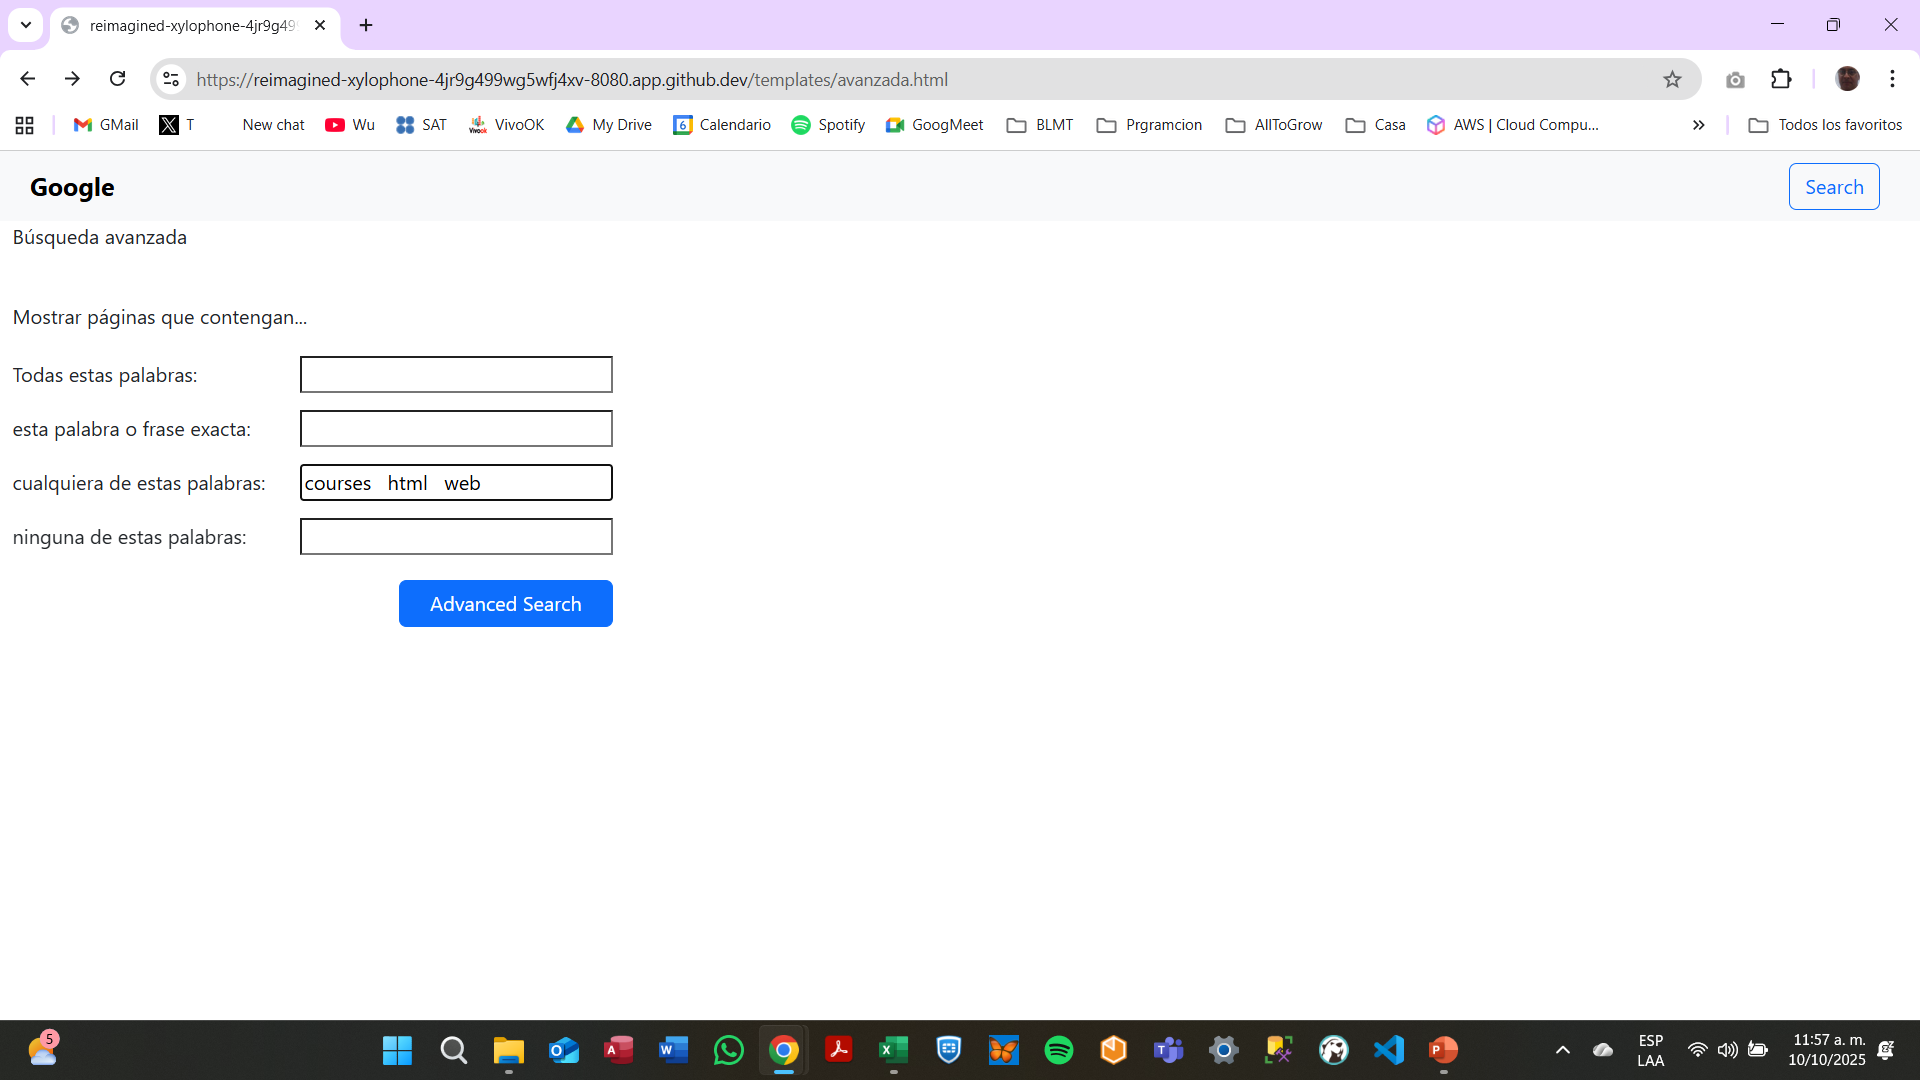 reimagined-xylophone-4jr9g49
https://reimagined-xylophone-4jr9g499wg5wfj4xv-8080.app.github.dev/templates/avanzada.html
GMail T New chat Wu SAT VivoOK My Drive 6 Calendario Spotify GoogMeet BLMT Prgramcion AllToGrow Casa AWS | Cloud Compu... » Todos los favoritos
Google Search
Búsqueda avanzada
Mostrar páginas que contengan...
Todas estas palabras:
esta palabra o frase exacta:
cualquiera de estas palabras: courses html web
ninguna de estas palabras:
Advanced Search
5
ESP
LAA
11:57 a. m.
10/10/2025